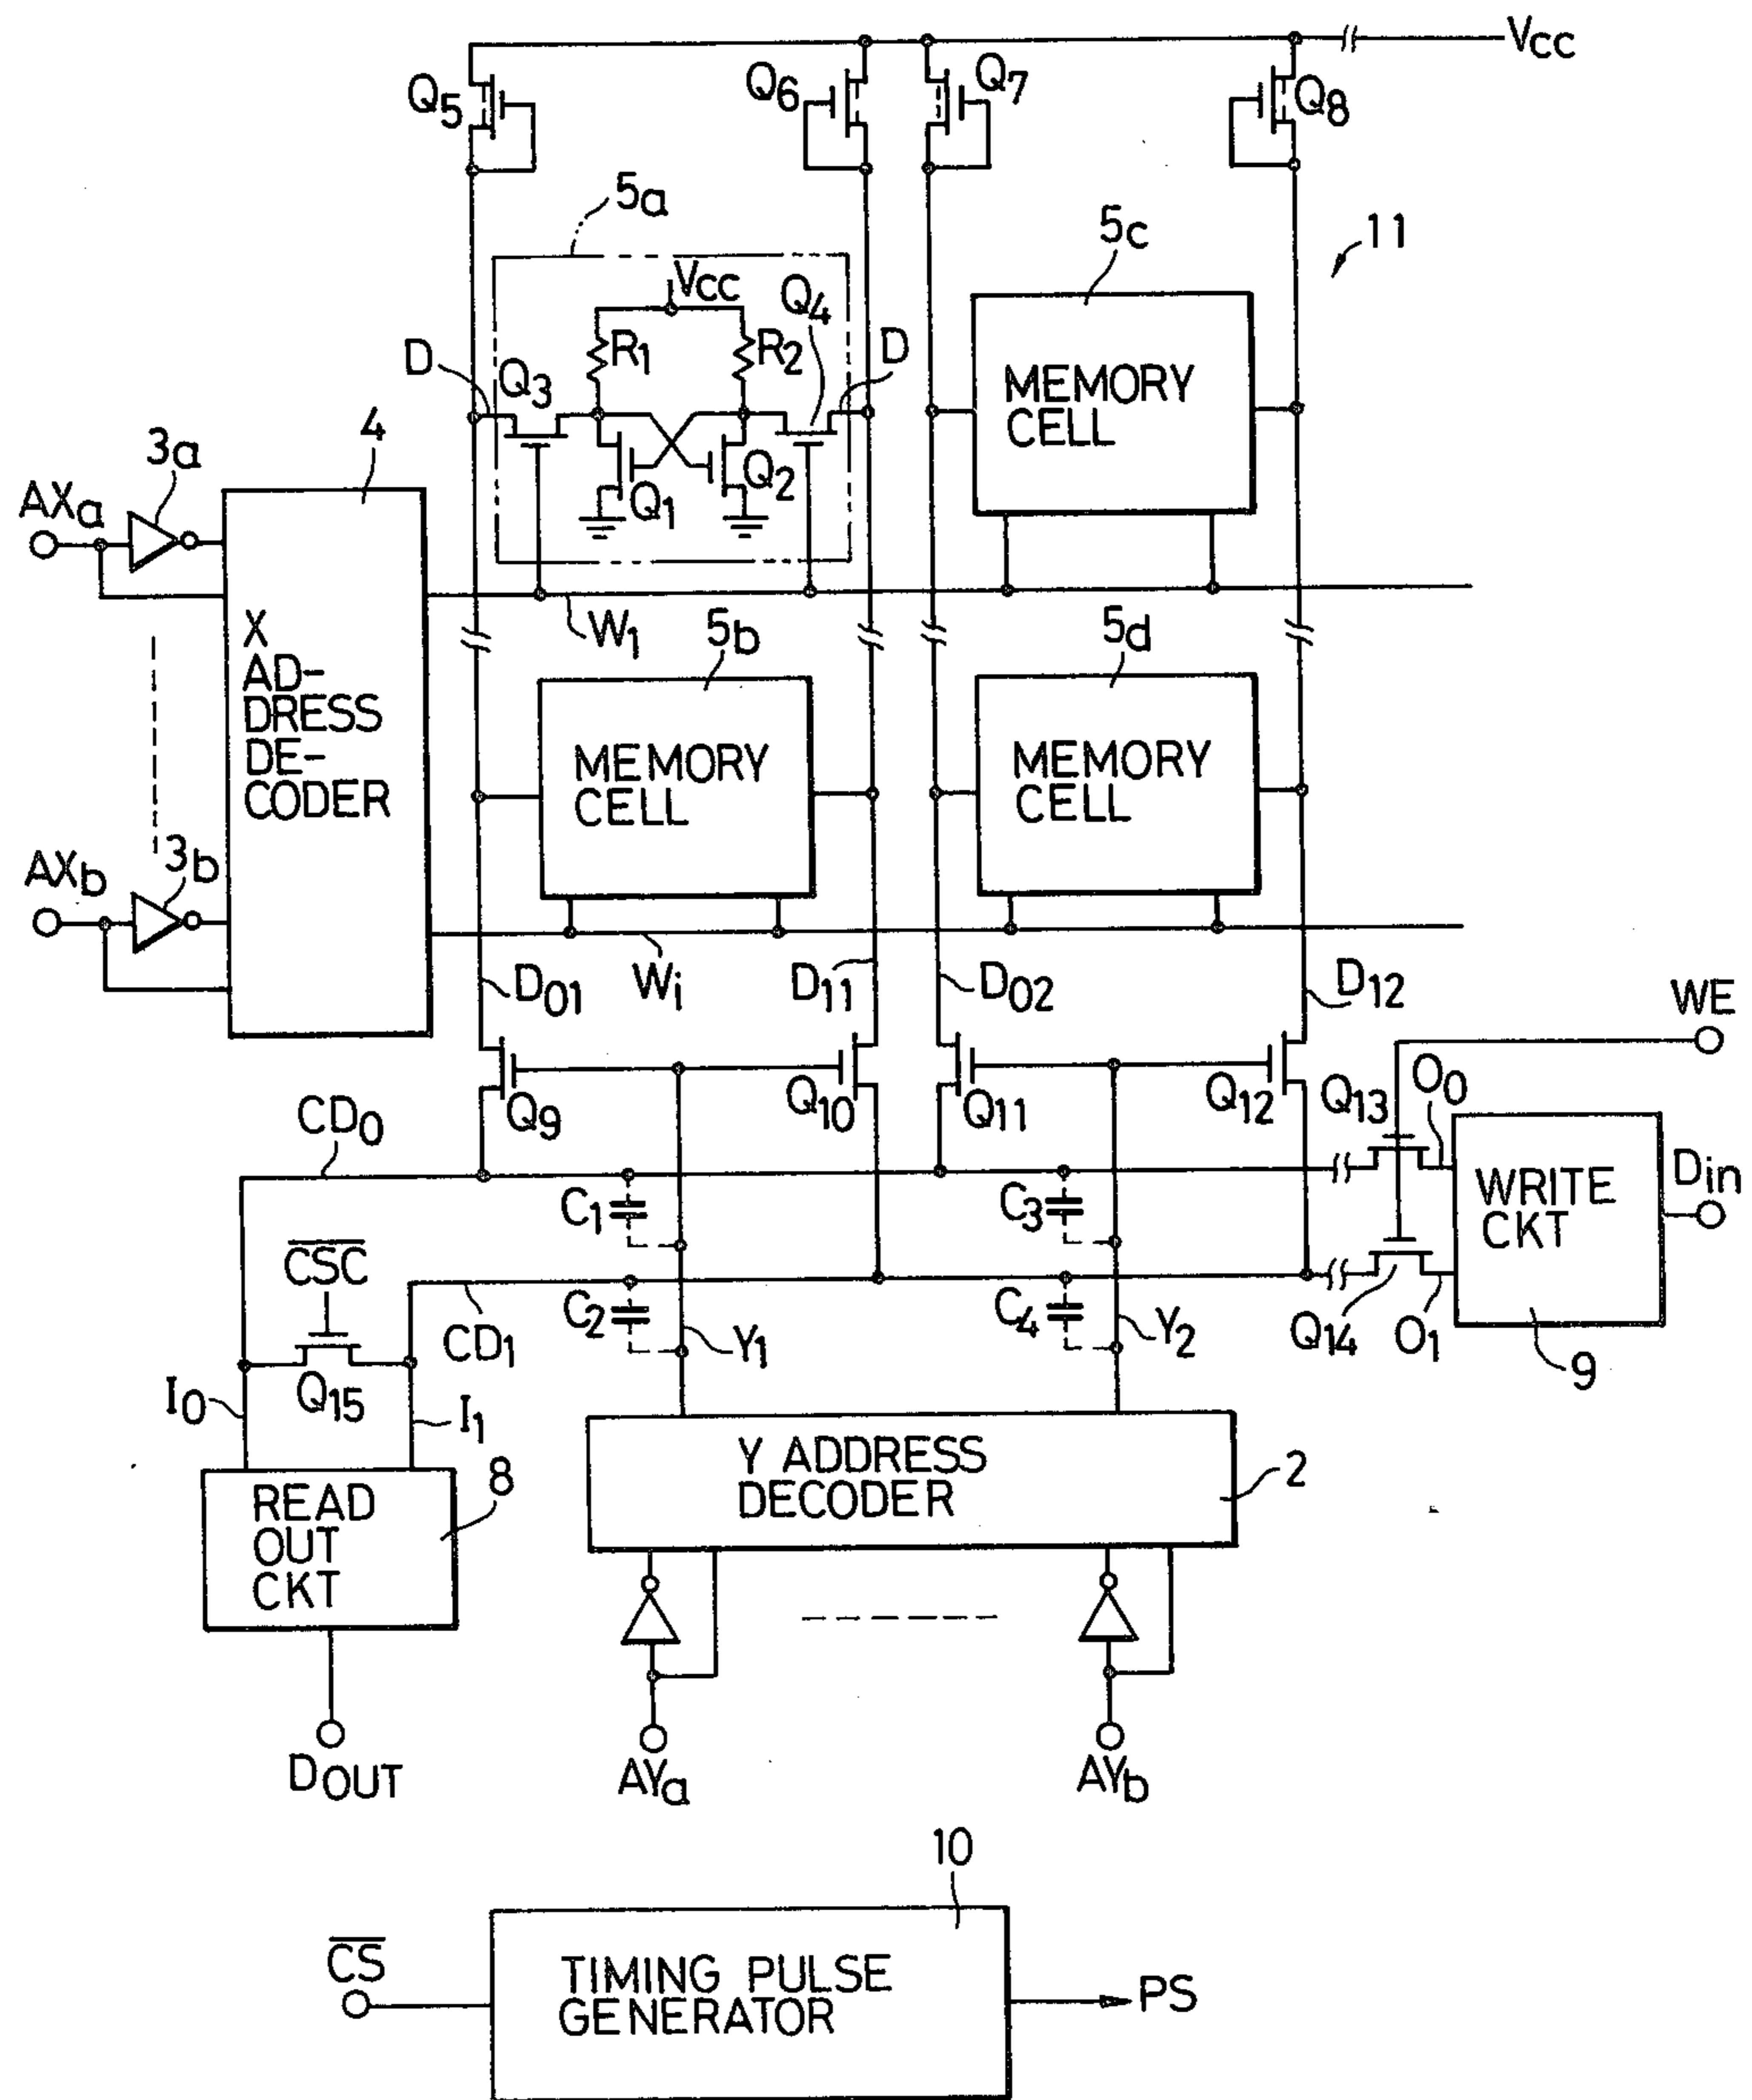 VCC
Q5
Q6
Q7
Q8
5a
5c
11
VCC
Q4
D
Q3
R1
R2
D
MEMORY
CELL
4
3a
AXa
Q1
Q2
W1
5b
5d
X
AD-
DRESS
DE-
CODER
MEMORY
CELL
MEMORY
CELL
AXb
3b
D01
Wi
D11
D02
D12
WE
Q9
Q10
Q11
Q12
Q13
O0
CD0
WRITE
CKT
Din
C1
C3
CSC
C2
C4
CD1
Y1
Y2
Q14
O1
9
I0
Q15
I1
Y ADDRESS
DECODER
2
8
READ
OUT
CKT
DOUT
AYa
AYb
10
CS
TIMING PULSE
GENERATOR
PS